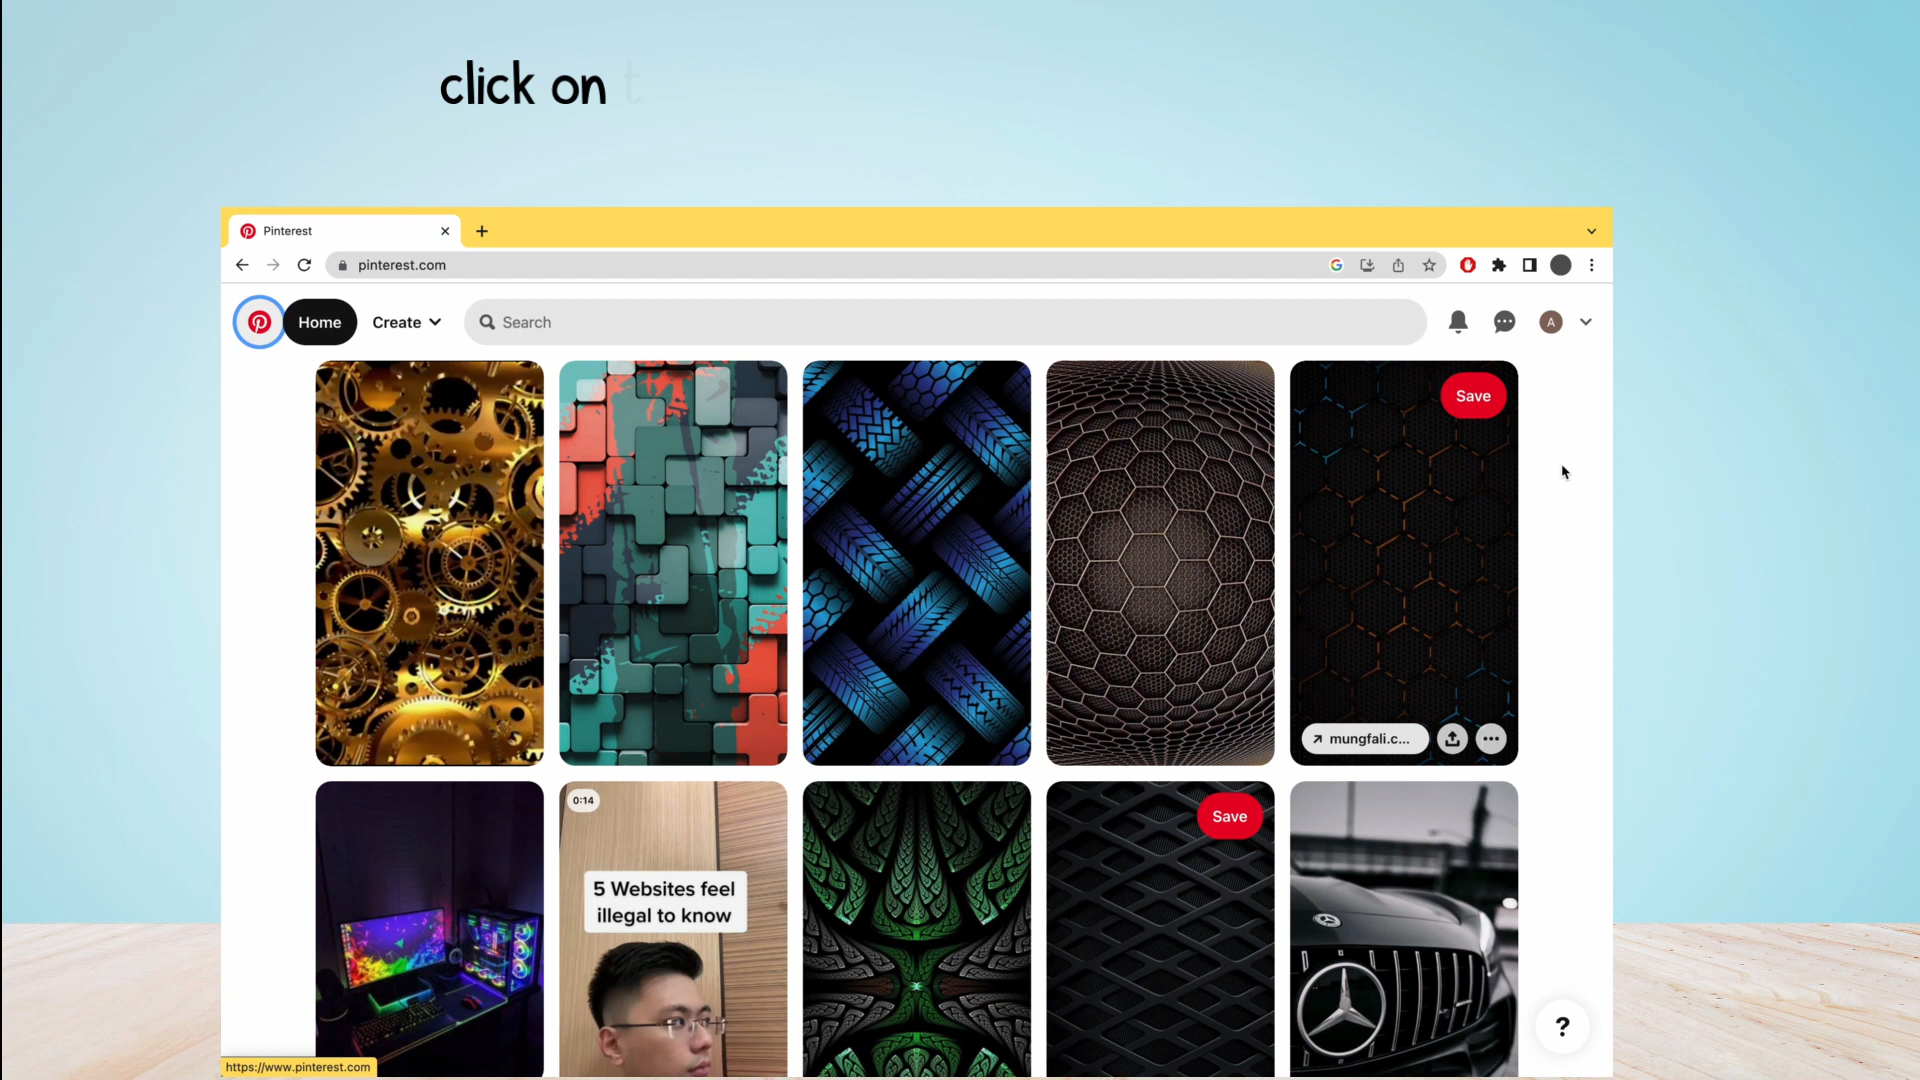 click on t
Pinterest
pinterest.com
Home
Create
Search
A
Save
mungfali.c...
0:14
5 Websites feel
illegal to know
Save
?
https://www.pinterest.com